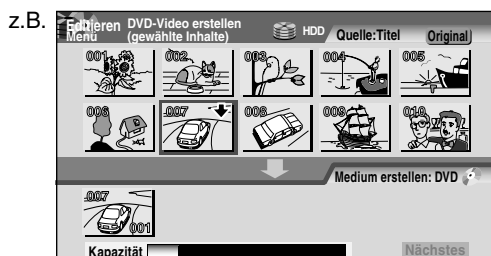 z.B.
Editieren DVD-Video erstellen HDD Quelle:Titel Original
Menü (gewählte Inhalte)
001 002 003 004 005
006 007 008 009 010
Medium erstellen: DVD
007
001
Kapazität Nächstes